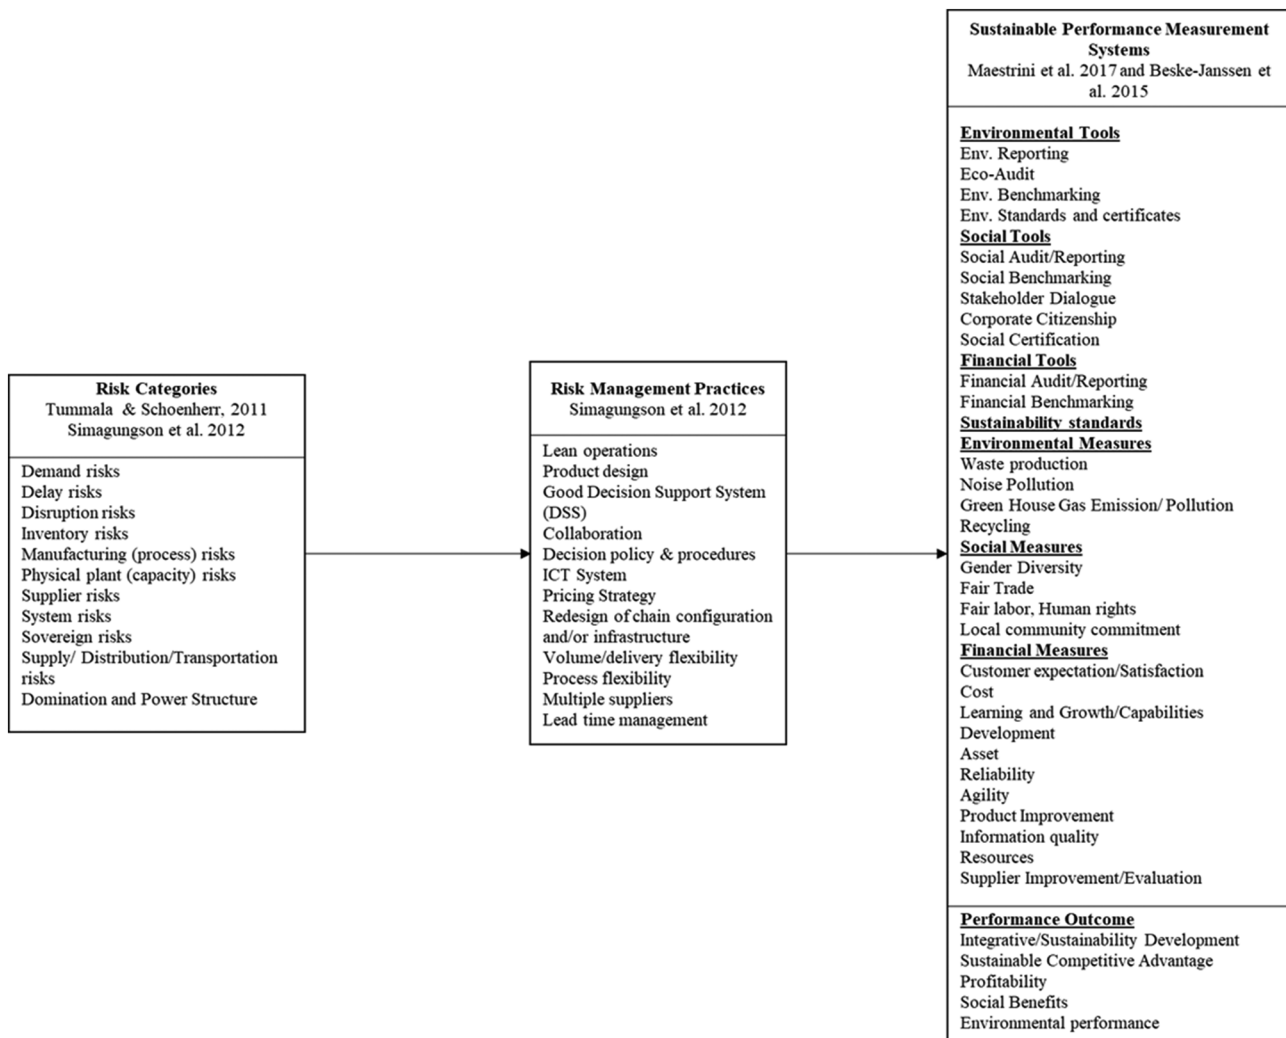 Risk Categories
Tummala & Schoenherr, 2011
Simagungson et al. 2012
Demand risks
Delay risks
Disruption risks
Inventory risks
Manufacturing (process) risks
Physical plant (capacity) risks
Supplier risks
System risks
Sovereign risks
Supply/ Distribution/Transportation
risks
Domination and Power Structure
Risk Management Practices
Simagungson et al. 2012
Lean operations
Product design
Good Decision Support System
(DSS)
Collaboration
Decision policy & procedures
ICT System
Pricing Strategy
Redesign of chain configuration
and/or infrastructure
Volume/delivery flexibility
Process flexibility
Multiple suppliers
Lead time management
Sustainable Performance Measurement
Systems
Maestrini et al. 2017 and Beske-Janssen et
al. 2015
Environmental Tools
Env. Reporting
Eco-Audit
Env. Benchmarking
Env. Standards and certificates
Social Tools
Social Audit/Reporting
Social Benchmarking
Stakeholder Dialogue
Corporate Citizenship
Social Certification
Financial Tools
Financial Audit/Reporting
Financial Benchmarking
Sustainability standards
Environmental Measures
Waste production
Noise Pollution
Green House Gas Emission/ Pollution
Recycling
Social Measures
Gender Diversity
Fair Trade
Fair labor, Human rights
Local community commitment
Financial Measures
Customer expectation/Satisfaction
Cost
Learning and Growth/Capabilities
Development
Asset
Reliability
Agility
Product Improvement
Information quality
Resources
Supplier Improvement/Evaluation
Performance Outcome
Integrative/Sustainability Development
Sustainable Competitive Advantage
Profitability
Social Benefits
Environmental performance